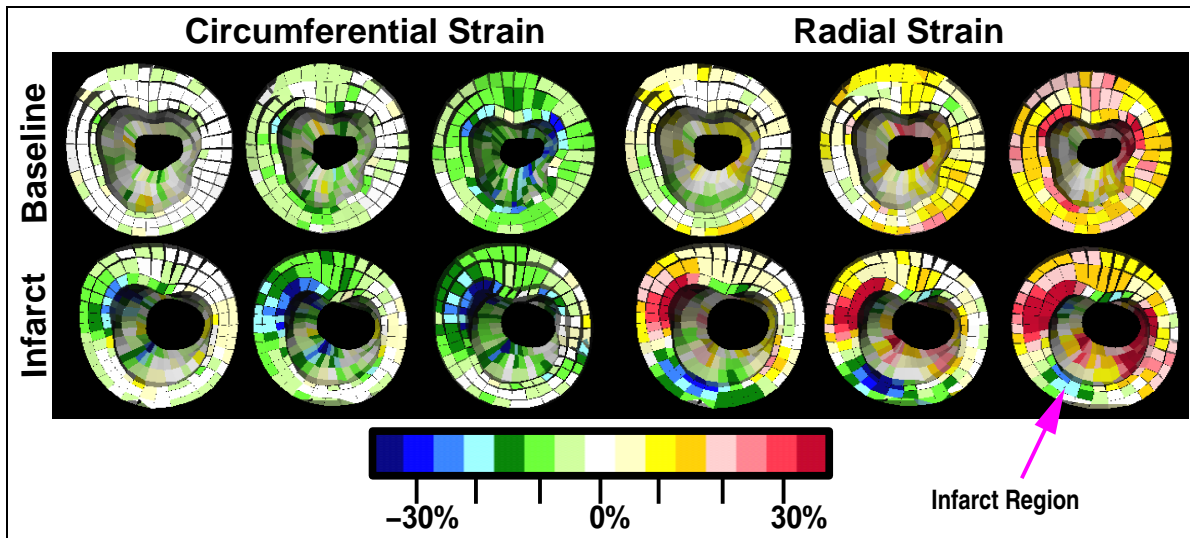 Circumferential Strain
Radial Strain
Baseline
Infarct
−30%
0%
30%
Infarct Region